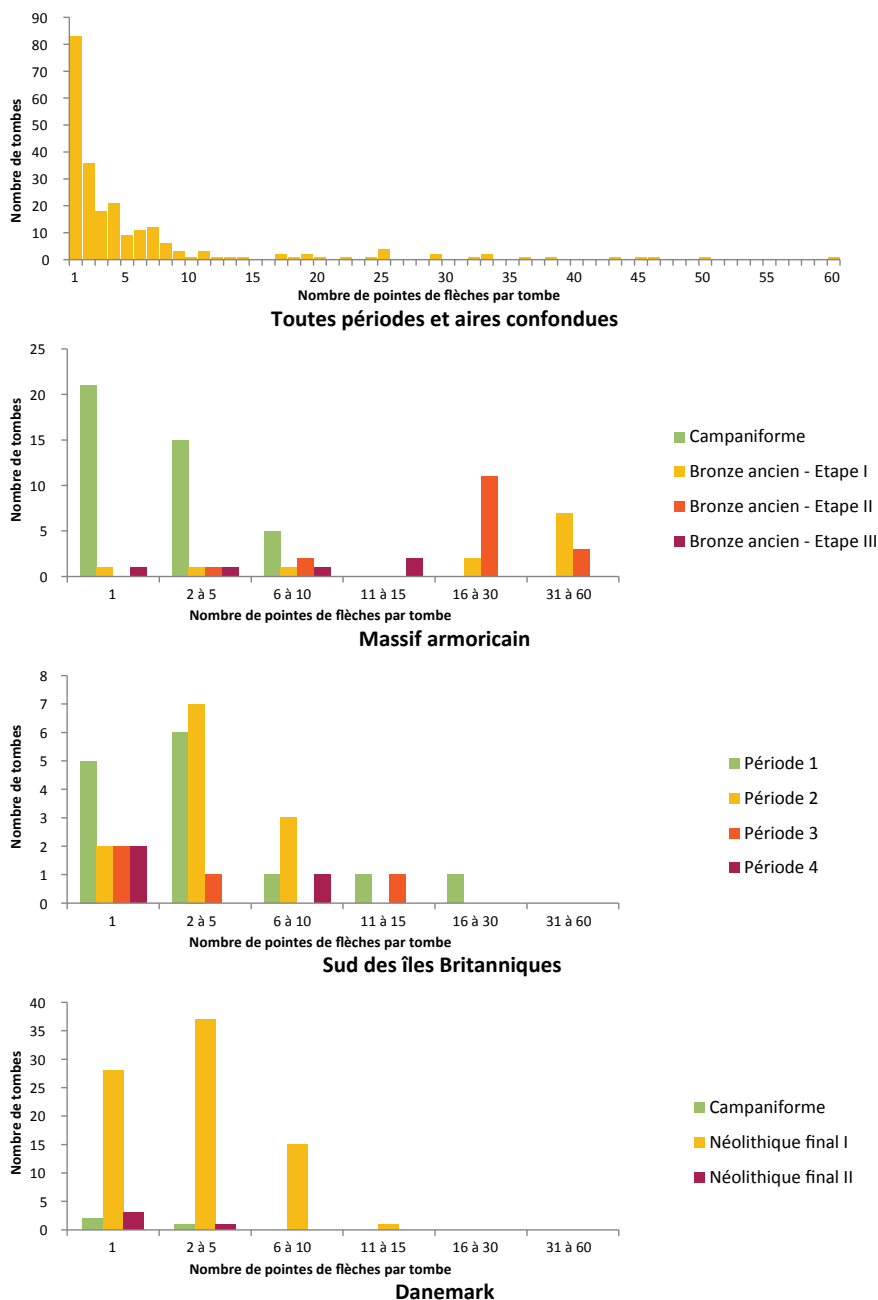 90
80
70
60
50
40
30
20
10
0
Nombre de tombes
1 5 10 15 20 25 30 35 40 45 50 55 60
Nombre de pointes de flèches par tombe
Toutes périodes et aires confondues
25
20
15
10
5
0
Nombre de tombes
1 2 à 5 6 à 10 11 à 15 16 à 30 31 à 60
Nombre de pointes de flèches par tombe
Massif armoricain
Campaniforme
Bronze ancien - Etape I
Bronze ancien - Etape II
Bronze ancien - Etape III
8
7
6
5
4
3
2
1
0
Nombre de tombes
1 2 à 5 6 à 10 11 à 15 16 à 30 31 à 60
Nombre de pointes de flèches par tombe
Sud des îles Britanniques
Période 1
Période 2
Période 3
Période 4
40
35
30
25
20
15
10
5
0
Nombre de tombes
1 2 à 5 6 à 10 11 à 15 16 à 30 31 à 60
Nombre de pointes de flèches par tombe
Danemark
Campaniforme
Néolithique final I
Néolithique final II